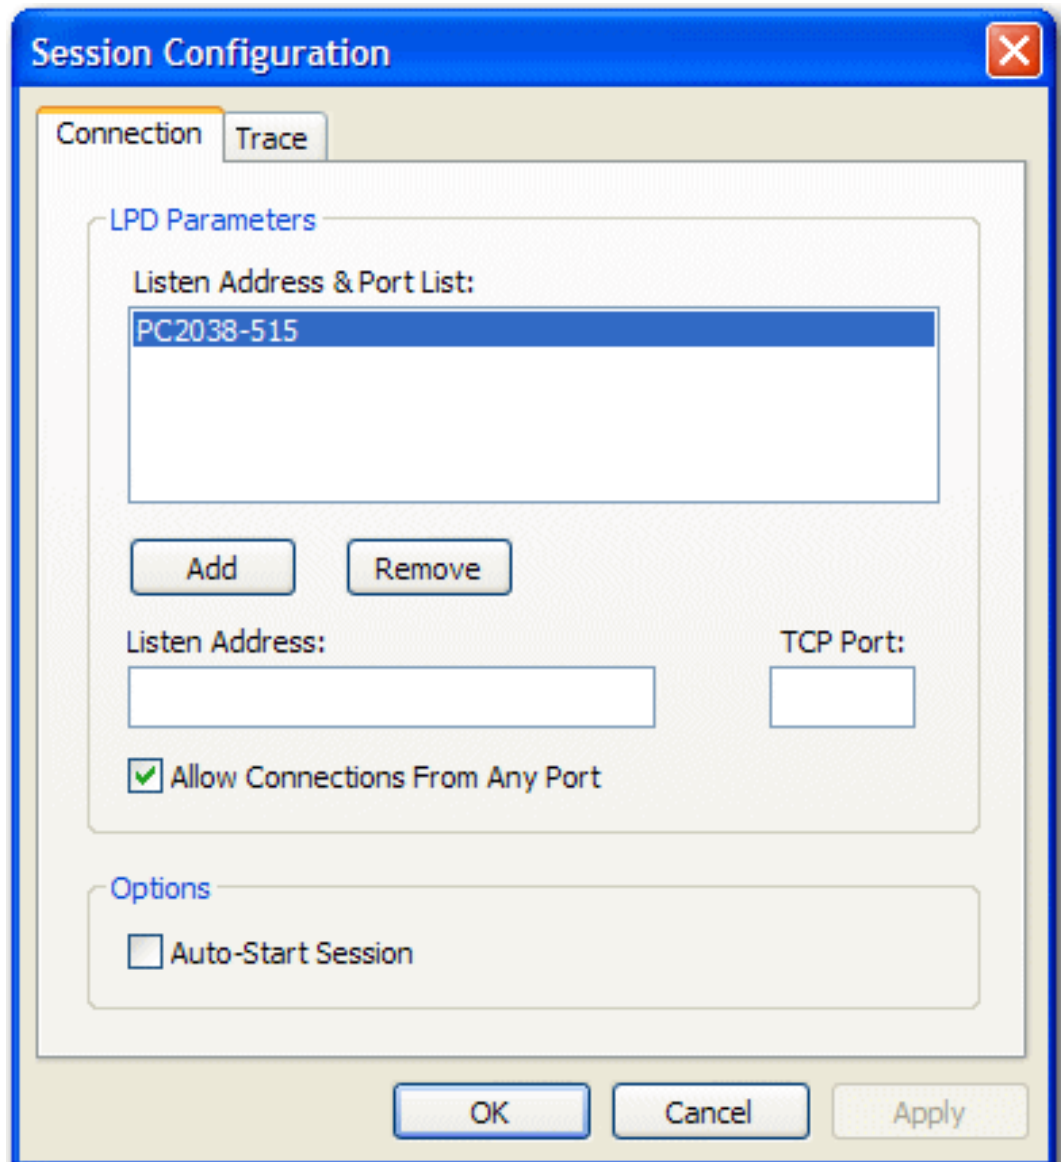 Session Configuration
Connection Trace
LPD Parameters
Listen Address & Port List:
PC2038-515
Add Remove
Listen Address: TCP Port:
Allow Connections From Any Port
Options
Auto-Start Session
OK Cancel Apply